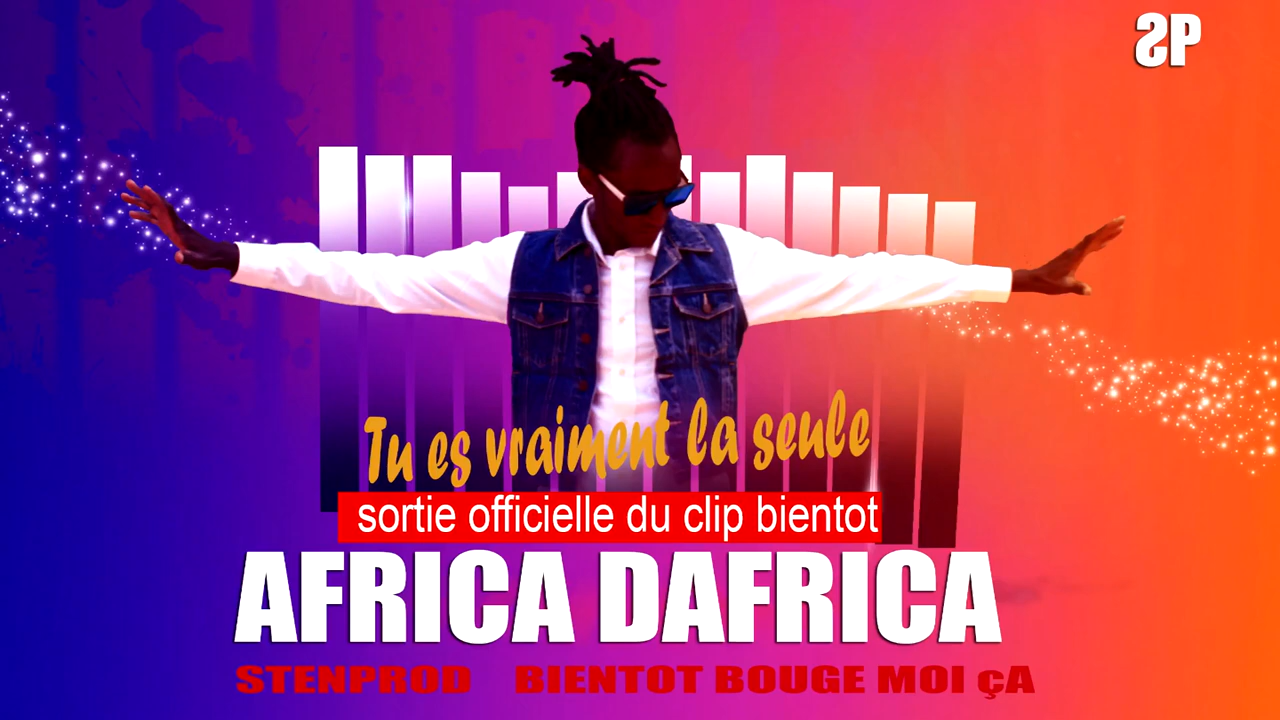 SP
Tu es vraiment la seule
sortie officielle du clip bientot
AFRICA DAFRICA
STENPROD BIENTOT BOUGE MOI çA